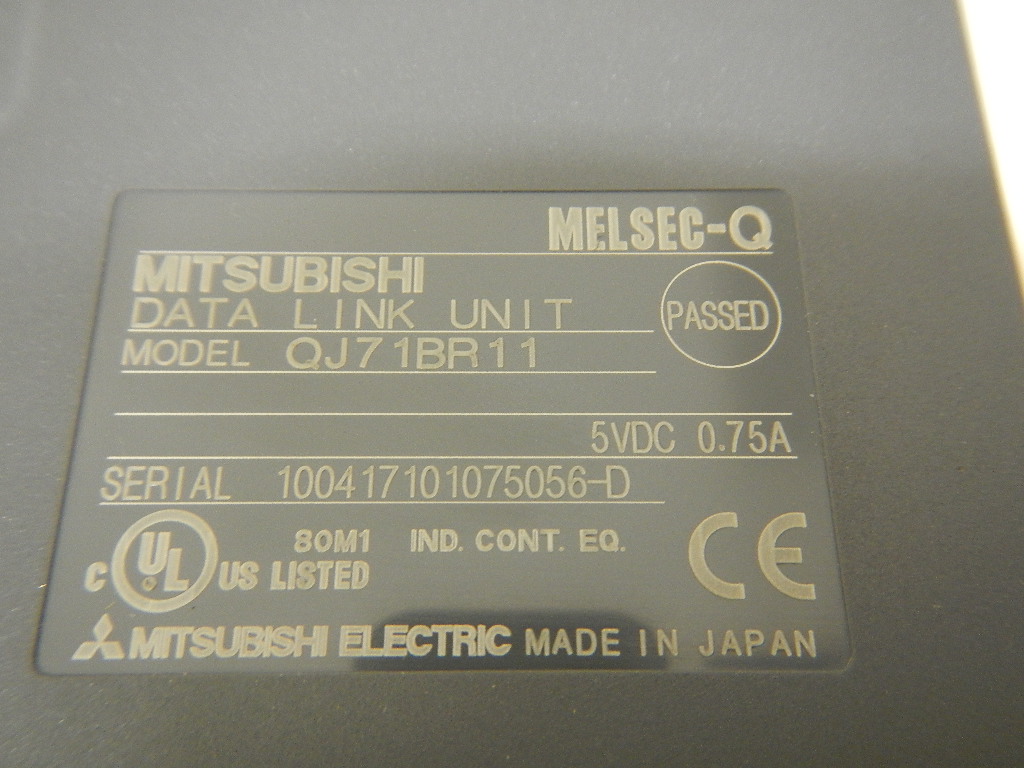 MELSEC-Q
MITSUBISHI
DATA LINK UNIT
PASSED
MODEL QJ71BR11
5VDC 0.75A
SERIAL 100417101075056-D
80M1 IND. CONT. EQ.
C UL US LISTED
CE
MITSUBISHI ELECTRIC MADE IN JAPAN